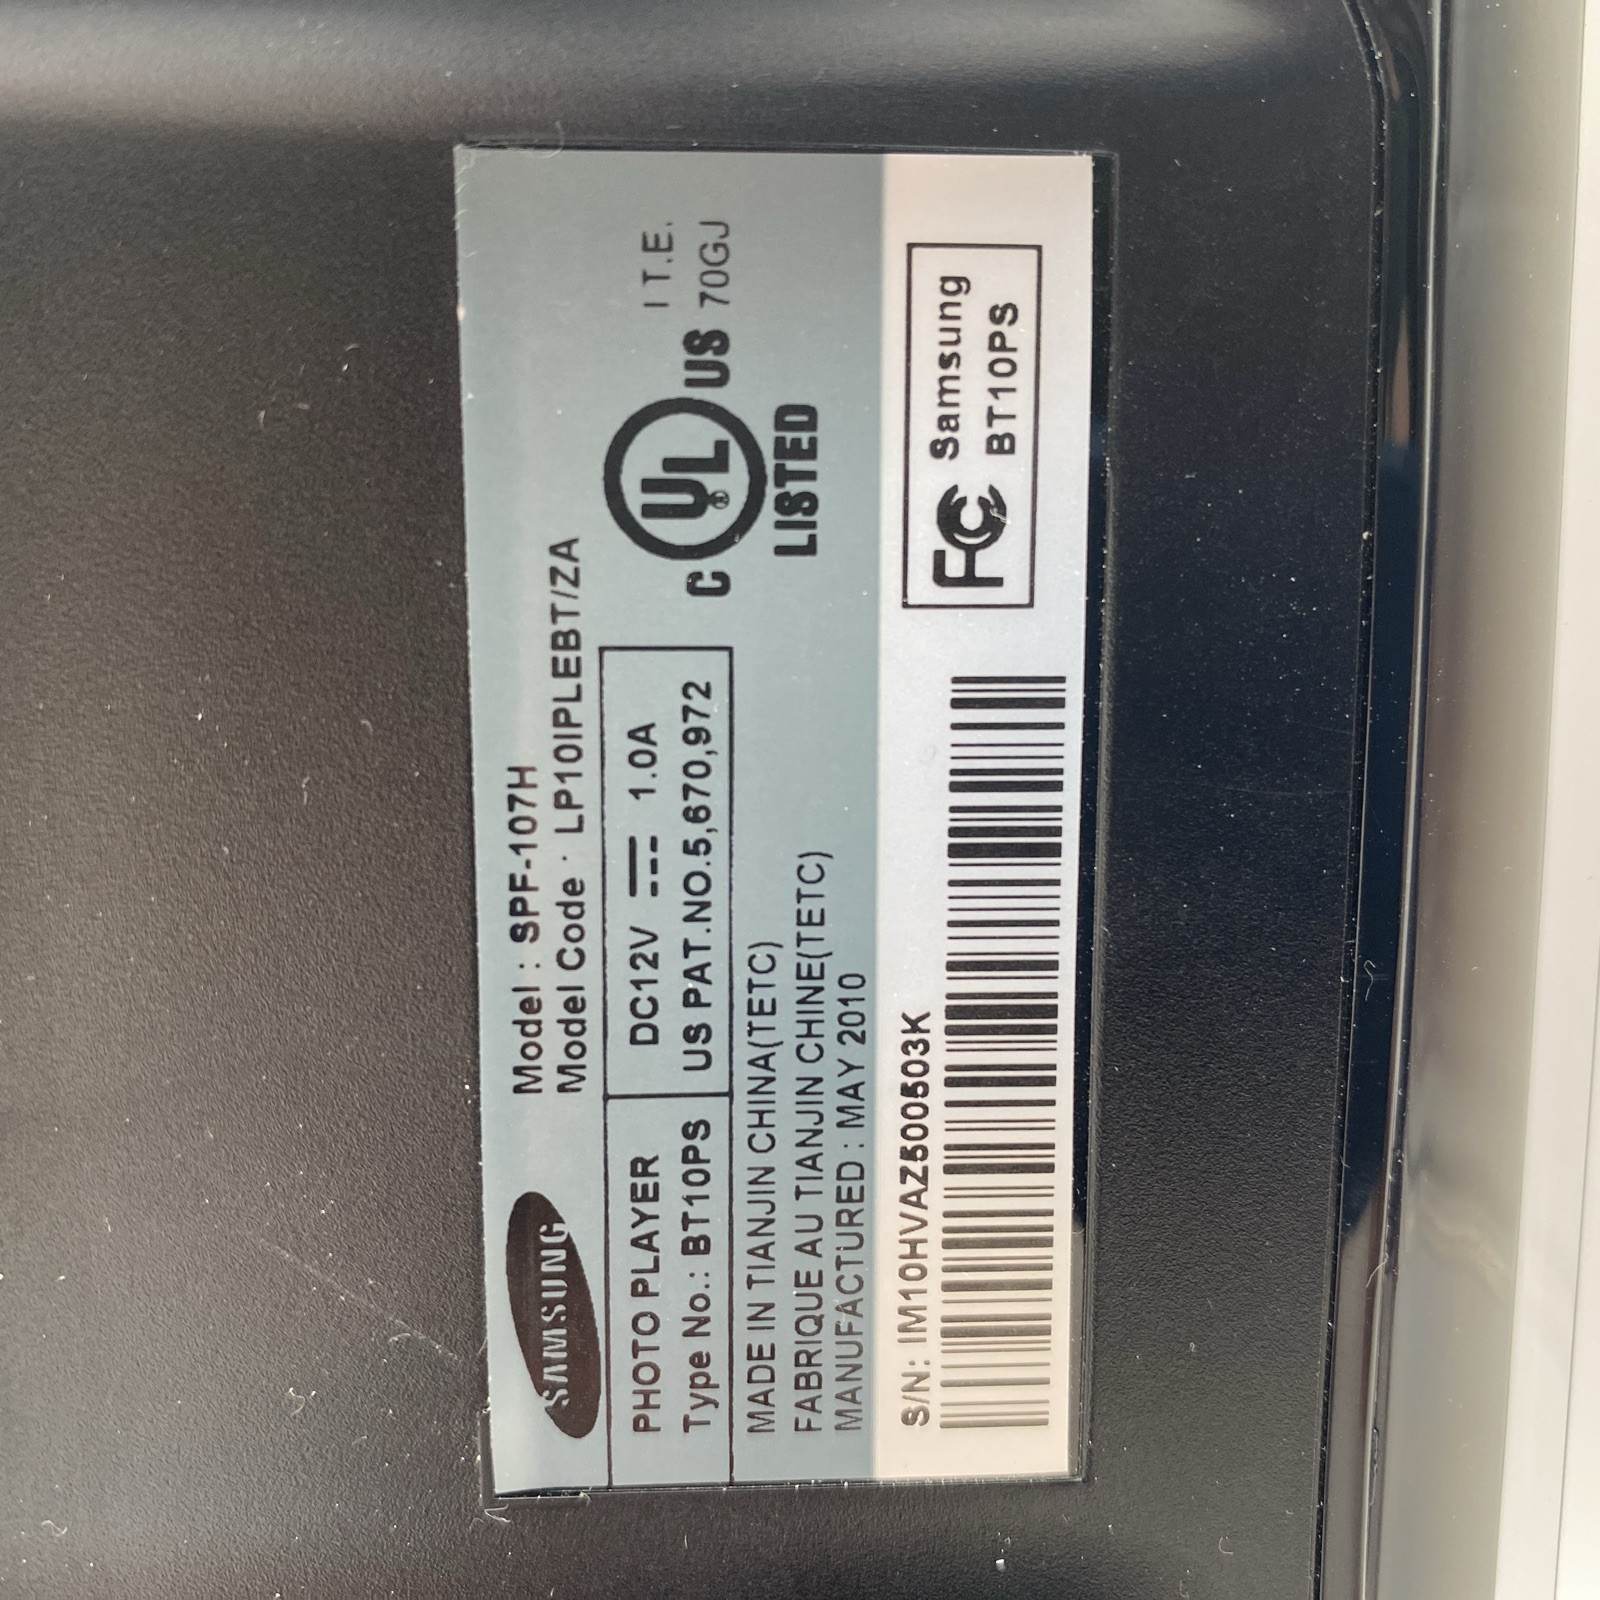 SAMSUNG
Model : SPF-107H
Model Code : LP10IPLEBT/ZA
PHOTO PLAYER
DC12V 1.0A
Type No.: BT10PS
US PAT.NO.5,670,972
C UL ® US
LISTED
I T.E.
70GJ
MADE IN TIANJIN CHINA(TETC)
FABRIQUE AU TIANJIN CHINE(TETC)
MANUFACTURED : MAY 2010
S/N: IM10HVAZ500503K
FC Samsung
BT10PS